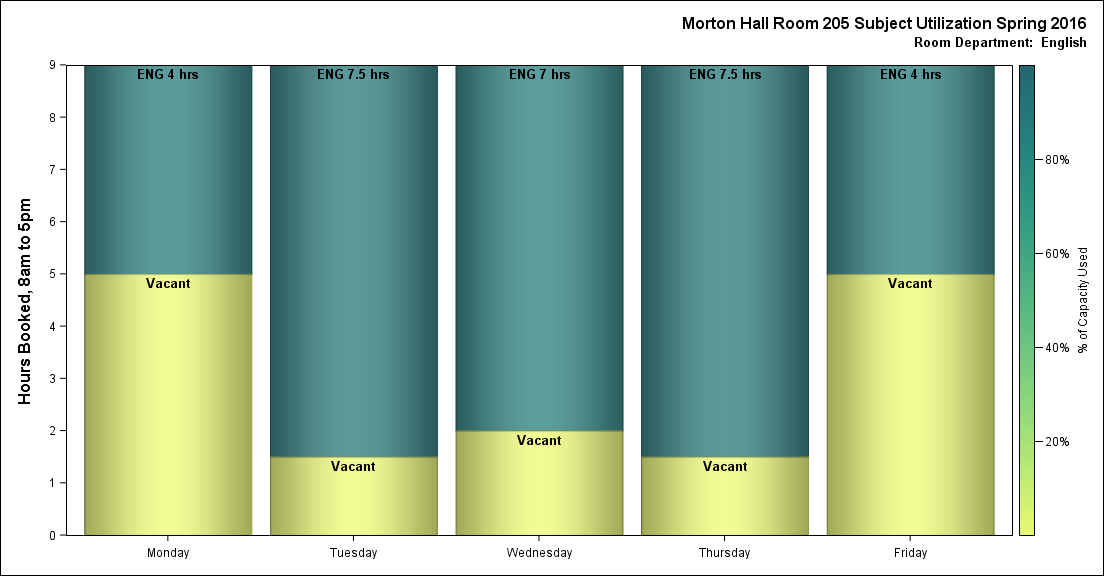 Morton Hall Room 205 Subject Utilization Spring 2016
Room Department:  English
Hours Booked, 8am to 5pm
9
8
7
6
5
4
3
2
1
0
ENG 4 hrs
Vacant
ENG 7.5 hrs
Vacant
ENG 7 hrs
Vacant
ENG 7.5 hrs
Vacant
ENG 4 hrs
Vacant
Monday
Tuesday
Wednesday
Thursday
Friday
80%
60%
40%
20%
% of Capacity Used